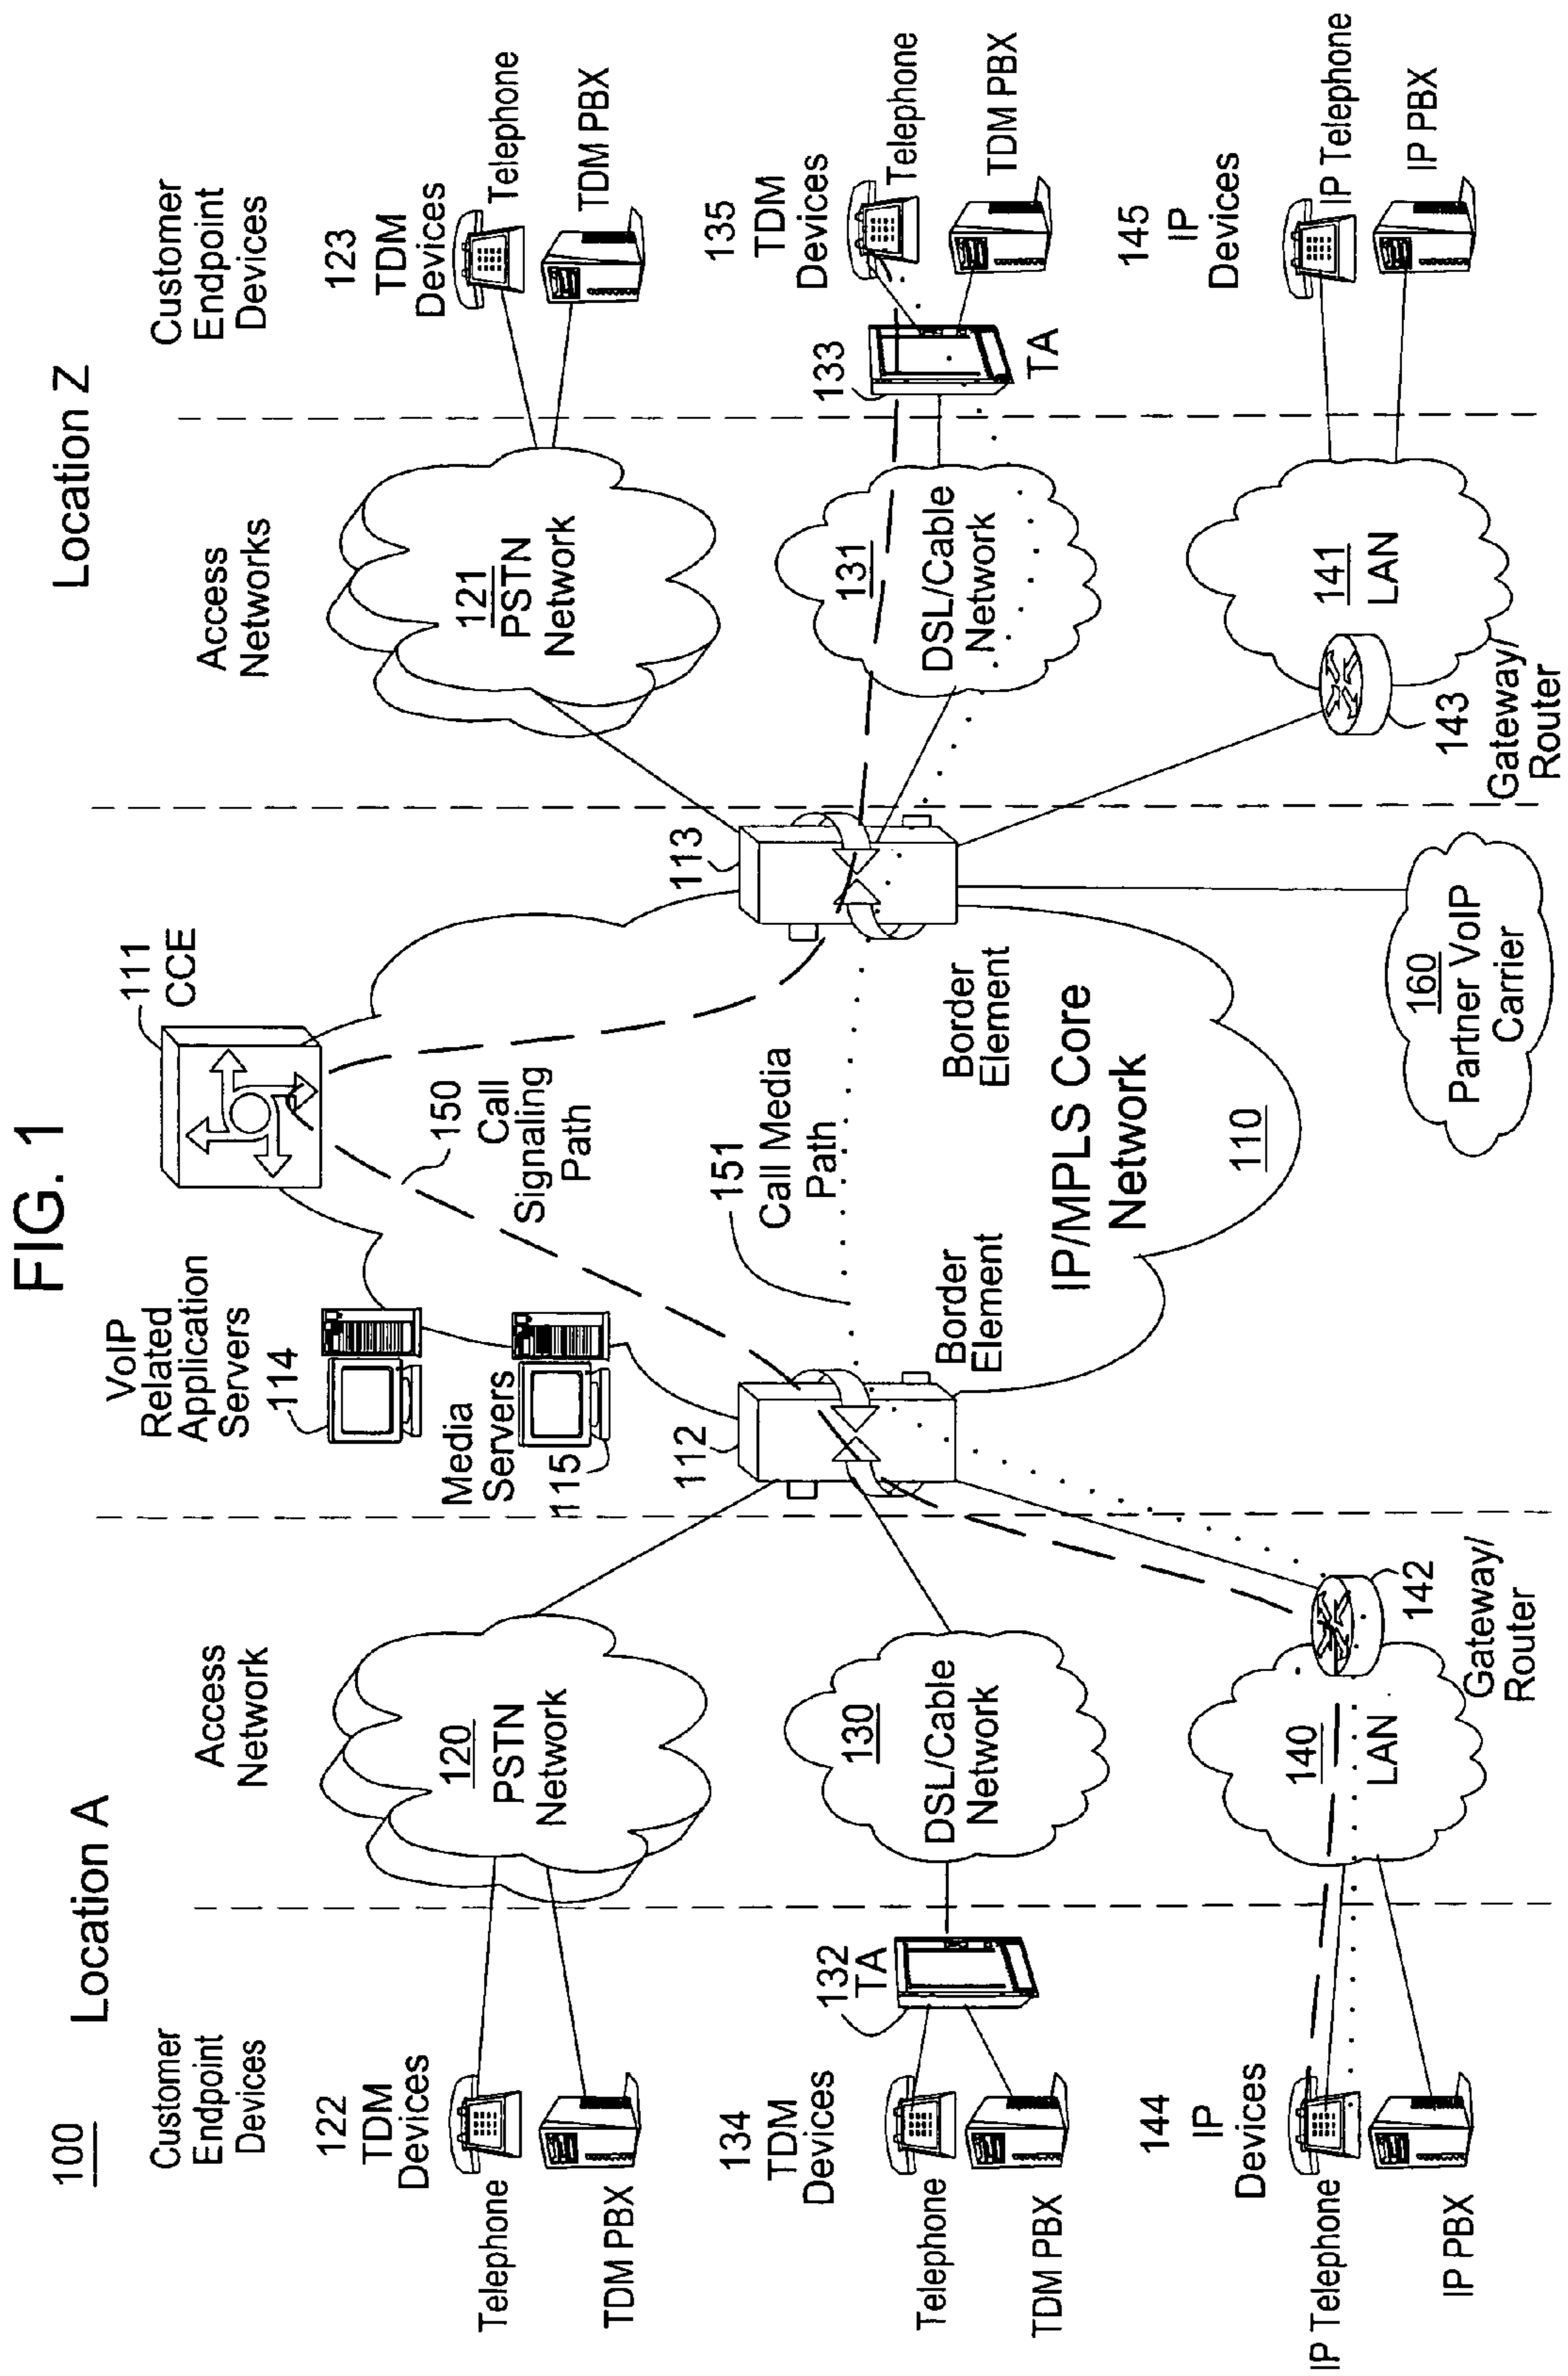 FIG. 1
100
Location A
Location Z
Customer
Endpoint
Devices
Access
Network
VoIP
Related
Application
Servers
114
Media
Servers
115
111
CCE
Access
Networks
Customer
Endpoint
Devices
122
TDM
Devices
Telephone
TDM PBX
120
PSTN
Network
112
150
Call
Signaling
Path
151
Call Media
Path
113
121
PSTN
Network
123
TDM
Devices
Telephone
TDM PBX
134
TDM
Devices
Telephone
TDM PBX
132
TA
130
DSL/Cable
Network
Border
Element
Border
Element
IP/MPLS Core
Network
110
131
DSL/Cable
Network
133
TA
135
TDM
Devices
Telephone
TDM PBX
144
IP
Devices
IP Telephone
IP PBX
140
LAN
142
Gateway/
Router
160
Partner VoIP
Carrier
143
Gateway/
Router
141
LAN
145
IP
Devices
IP Telephone
IP PBX